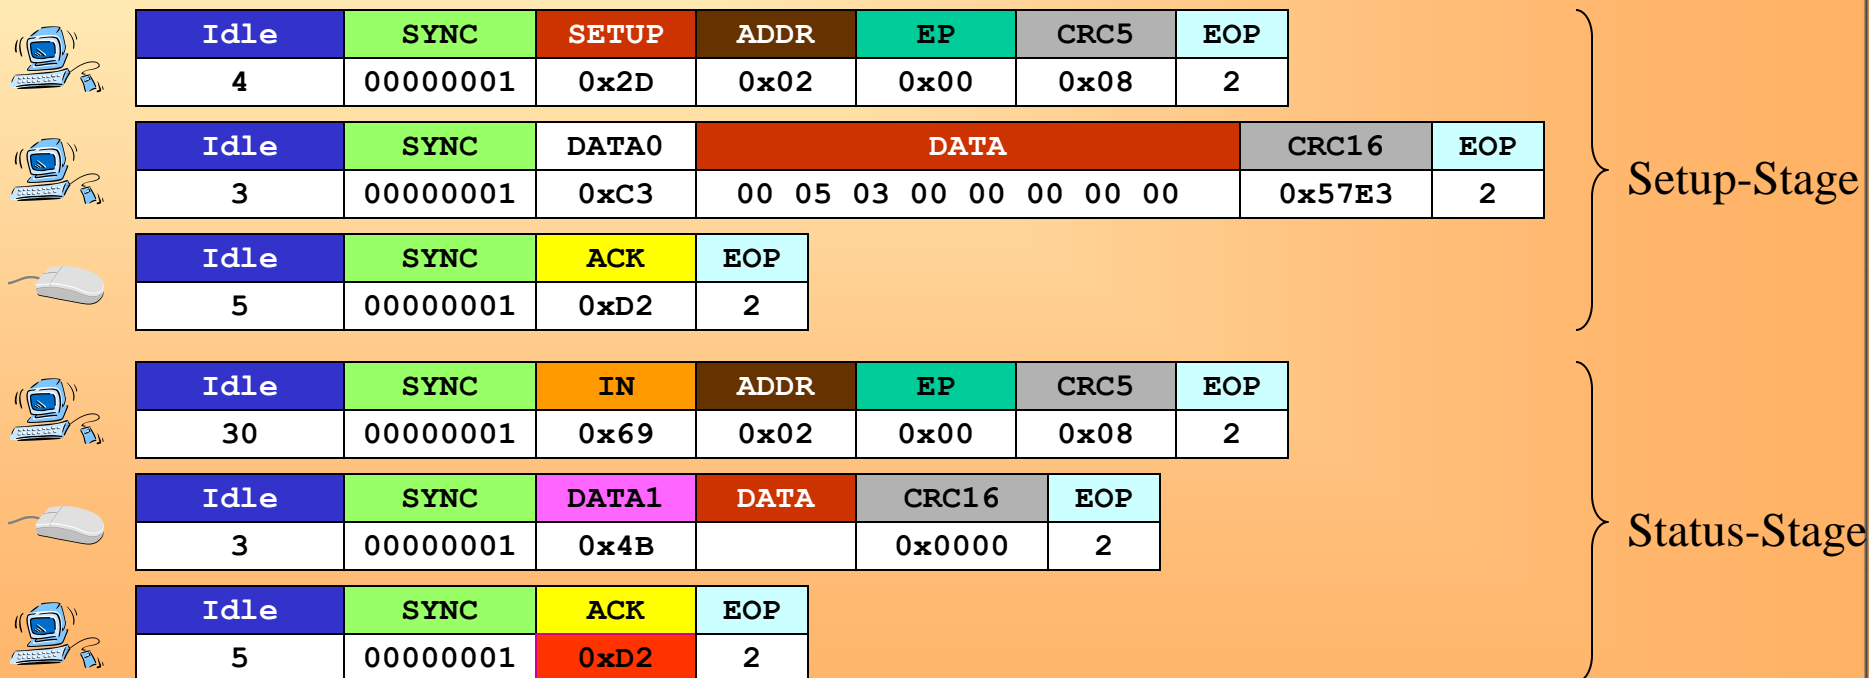 Idle SYNC SETUP ADDR EP CRC5 EOP
4 00000001 0x2D 0x02 0x00 0x08 2
Idle SYNC DATA0 DATA CRC16 EOP
3 00000001 0xC3 00 05 03 00 00 00 00 00 0x57E3 2
Setup-Stage
Idle SYNC ACK EOP
5 00000001 0xD2 2
Idle SYNC IN ADDR EP CRC5 EOP
30 00000001 0x69 0x02 0x00 0x08 2
Idle SYNC DATA1 DATA CRC16 EOP
3 00000001 0x4B 0x0000 2
Status-Stage
Idle SYNC ACK EOP
5 00000001 0xD2 2